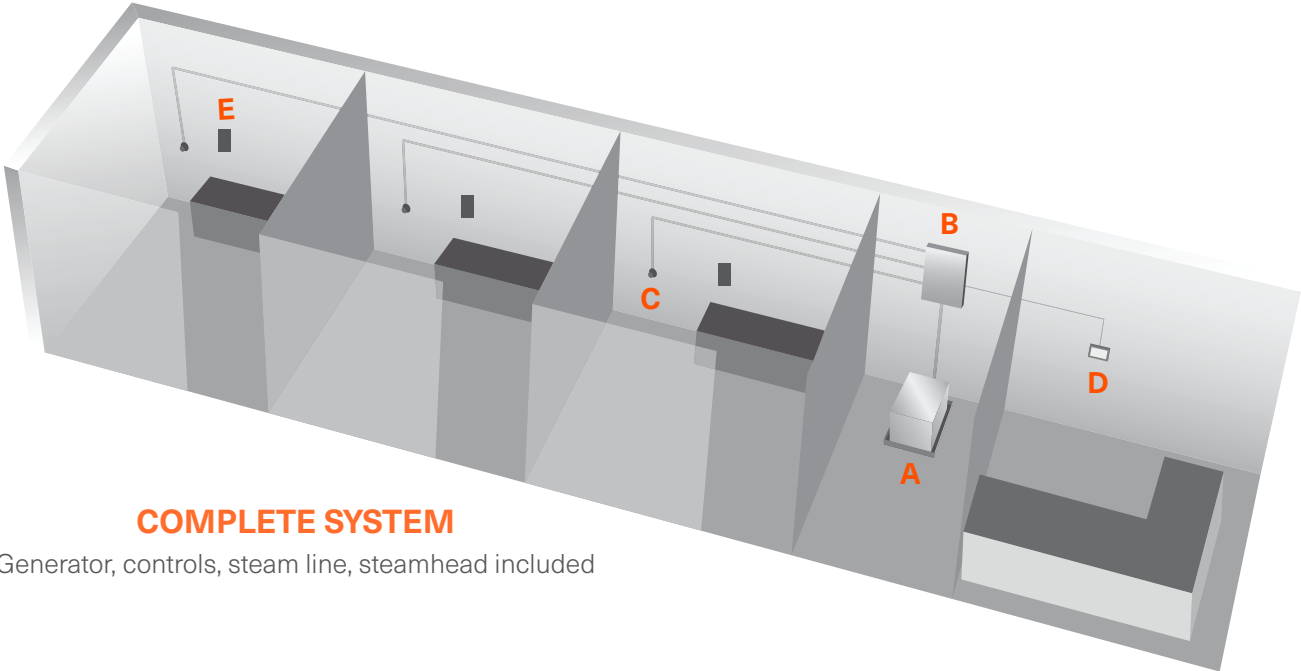 E
B
C
D
A
COMPLETE SYSTEM
Generator, controls, steam line, steamhead included